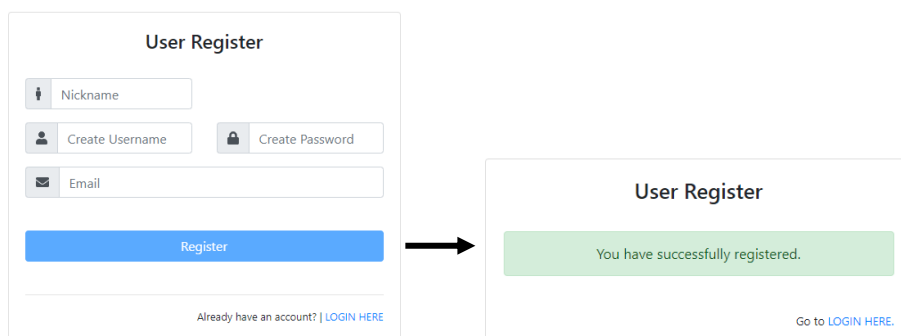 User Register
Nickname
Create Username
Create Password
Email
Register
Already have an account? | LOGIN HERE
User Register
You have successfully registered.
Go to LOGIN HERE.